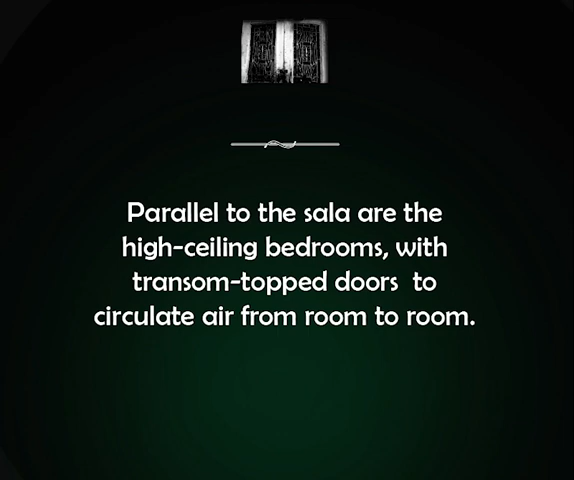 Parallel to the sala are the
high-ceiling bedrooms, with
transom-topped doors  to
circulate air from room to room.